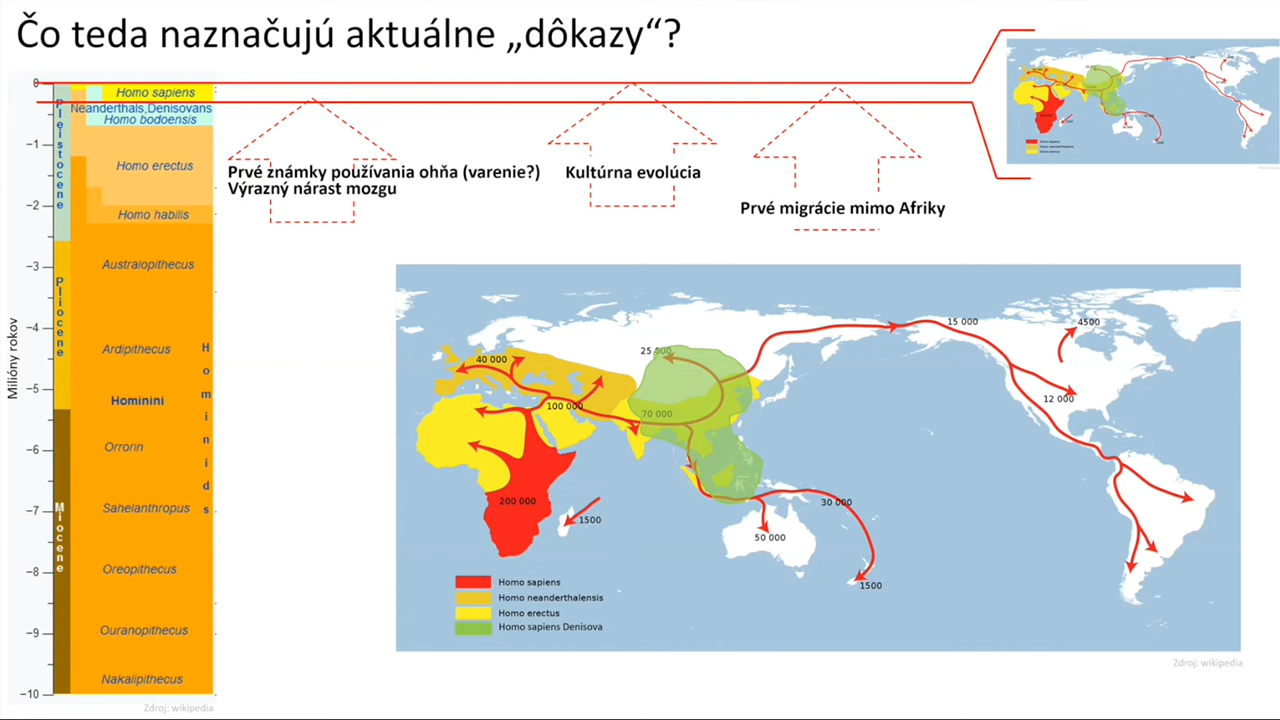 Čo teda naznačujú aktuálne „dôkazy“?
0
Homo sapiens
Neanderthals,Denisovans
Homo bodoensis
−1
Homo erectus
−2
Homo habilis
−3
Australopithecus
−4
Ardipithecus
−5
Hominini
Orrorin
−6
Sahelanthropus
−7
−8
Oreopithecus
−9
Ouranopithecus
Nakalipithecus
−10
Pleistocene
Pliocene
Miocene
Hominids
Milióny rokov
Zdroj: wikipedia
Prvé známky používania ohňa (varenie?)
Výrazný nárast mozgu
Kultúrna evolúcia
Prvé migrácie mimo Afriky
15 000
4500
25 000
40 000
12 000
100 000
70 000
200 000
30 000
1500
50 000
1500
Homo sapiens
Homo neanderthalensis
Homo erectus
Homo sapiens Denisova
Zdroj: wikipedia